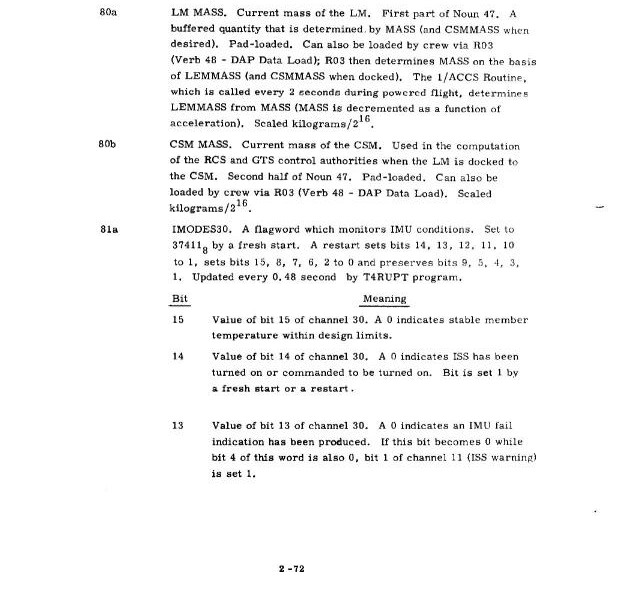 80a LM MASS. Current mass of the LM. First part of Noun 47. A
buffered quantity that is determined by MASS (and CSMMASS when
desired). Pad-loaded. Can also be loaded by crew via R03
(Verb 48 - DAP Data Load); R03 then determines MASS on the basis
of LEMMASS (and CSMMASS when docked). The 1/ACCS Routine,
which is called every 2 seconds during powered flight, determines
LEMMASS from MASS (MASS is decremented as a function of
acceleration). Scaled kilograms/2^16.
80b CSM MASS. Current mass of the CSM. Used in the computation
of the RCS and GTS control authorities when the LM is docked to
the CSM. Second half of Noun 47. Pad-loaded. Can also be
loaded by crew via R03 (Verb 48 - DAP Data Load). Scaled
kilograms/2^16.
81a IMODES30. A flagword which monitors IMU conditions. Set to
37411_8 by a fresh start. A restart sets bits 14, 13, 12, 11, 10
to 1, sets bits 15, 8, 7, 6, 2 to 0 and preserves bits 9, 5, 4, 3,
1. Updated every 0.48 second by T4RUPT program.
Bit Meaning
15 Value of bit 15 of channel 30. A 0 indicates stable member
temperature within design limits.
14 Value of bit 14 of channel 30. A 0 indicates ISS has been
turned on or commanded to be turned on. Bit is set 1 by
a fresh start or a restart.
13 Value of bit 13 of channel 30. A 0 indicates an IMU fail
indication has been produced. If this bit becomes 0 while
bit 4 of this word is also 0, bit 1 of channel 11 (ISS warning)
is set 1.
2-72